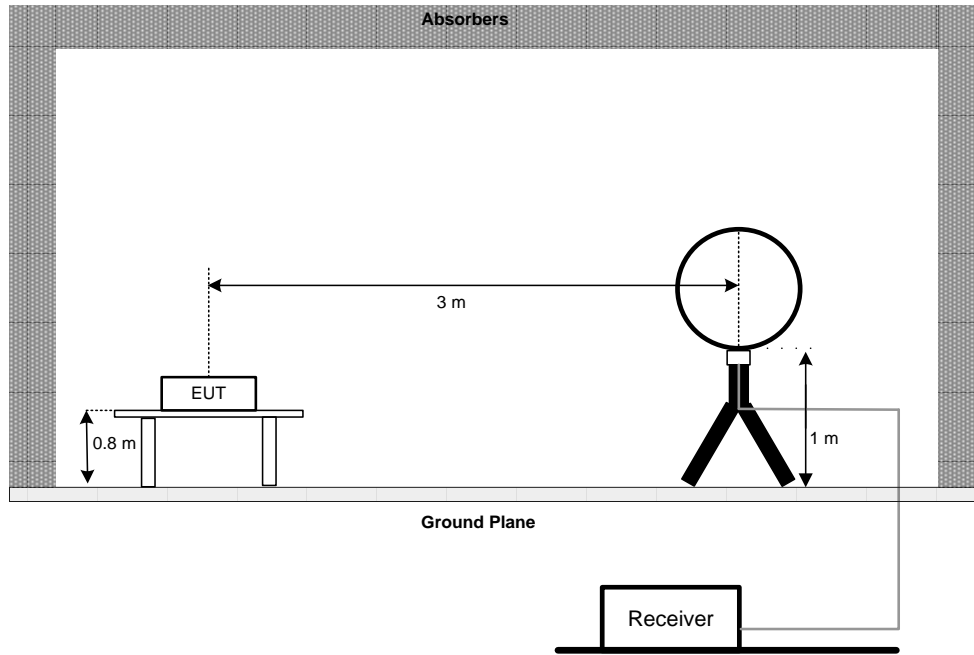 Absorbers
3 m
EUT
0.8 m
1 m
Ground Plane
Receiver